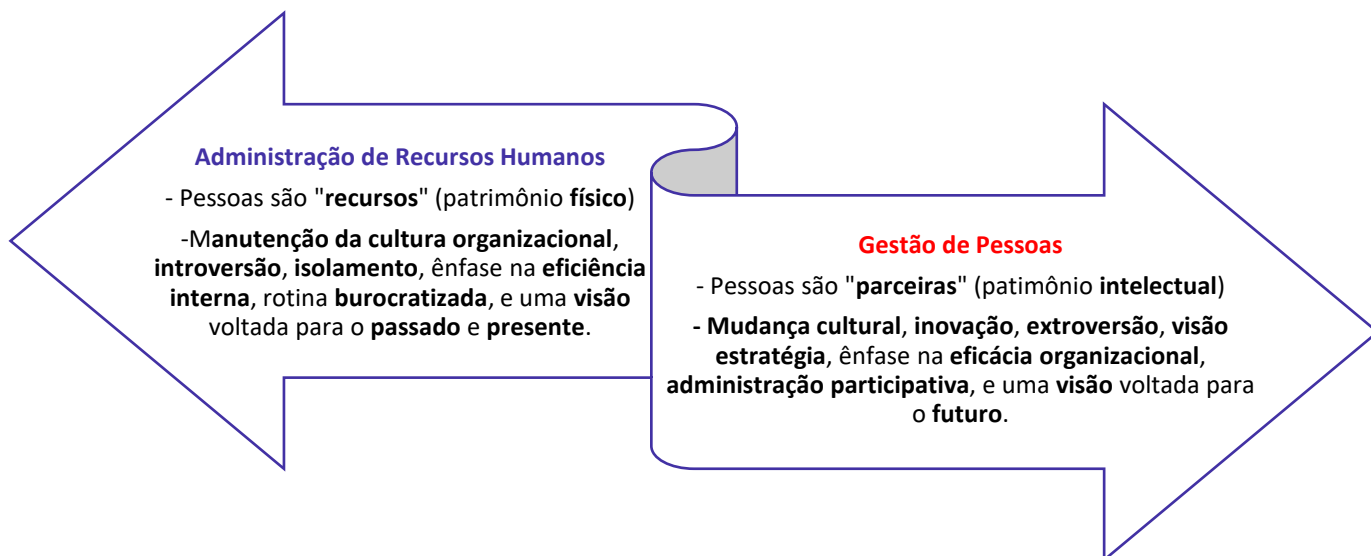 Administração de Recursos Humanos
- Pessoas são "recursos" (patrimônio físico)
-Manutenção da cultura organizacional,
introversão, isolamento, ênfase na eficiência
interna, rotina burocratizada, e uma visão
voltada para o passado e presente.
Gestão de Pessoas
- Pessoas são "parceiras" (patimônio intelectual)
- Mudança cultural, inovação, extroversão, visão
estratégia, ênfase na eficácia organizacional,
administração participativa, e uma visão voltada para
o futuro.